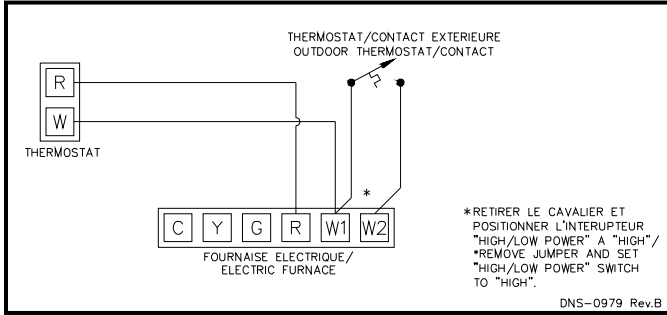 THERMOSTAT/CONTACT EXTERIEURE
OUTDOOR THERMOSTAT/CONTACT
R
W
THERMOSTAT
*
C Y G R W1 W2
FOURNAISE ELECTRIQUE/
ELECTRIC FURNACE
*RETIRER LE CAVALIER ET
POSITIONNER L'INTERUPTEUR
"HIGH/LOW POWER" A "HIGH"/
*REMOVE JUMPER AND SET
"HIGH/LOW POWER" SWITCH
TO "HIGH".
DNS-0979 Rev.B